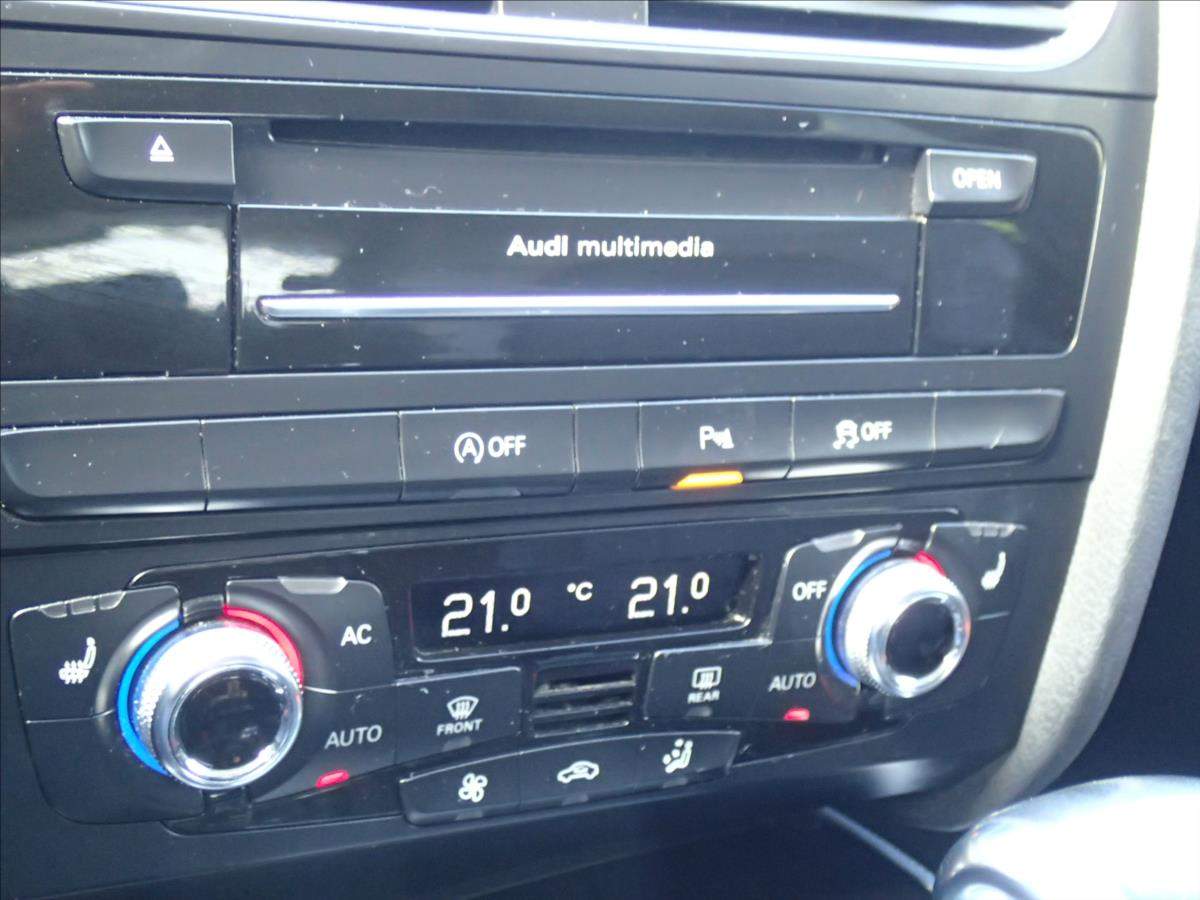 OPEN
Audi multimedia
A OFF
P
OFF
21.0 °C 21.0
OFF
AC
AUTO
FRONT
REAR
AUTO